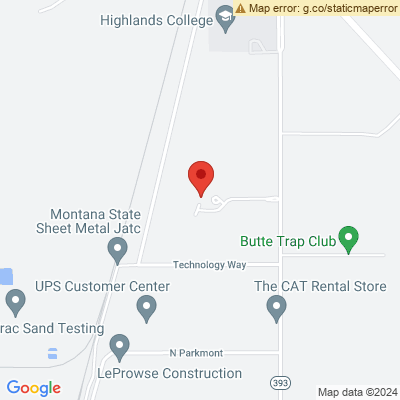 Map error: g.co/staticmaperror
Highlands College
Montana State
Sheet Metal Jatc
Butte Trap Club
Technology Way
UPS Customer Center
The CAT Rental Store
rac Sand Testing
N Parkmont
LeProwse Construction
393
Google
Map data ©2024